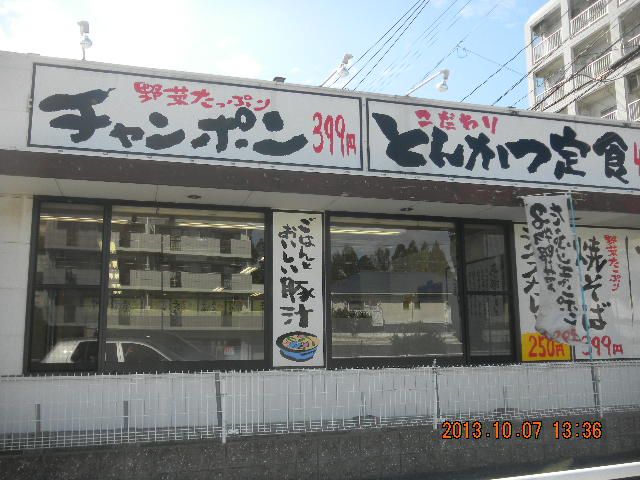 野菜たっぷり
チャンポン 399円
こだわり
とんかつ定食
ごはんと
おいしい豚汁
野菜たっぷり
焼そば
399円
250円
2013.10.07 13:36